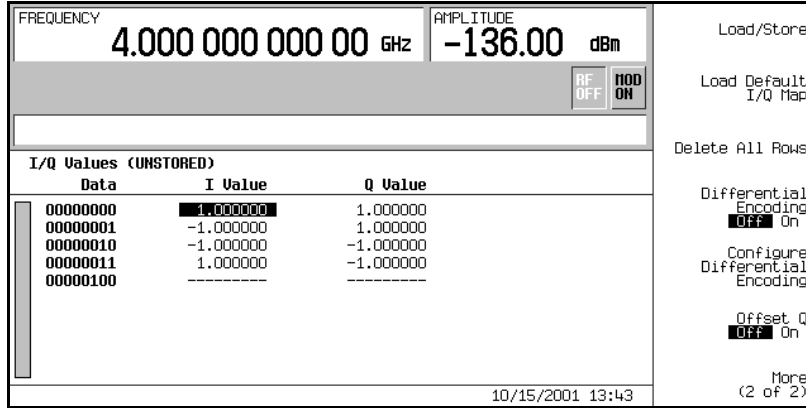 FREQUENCY
4.000 000 000 00 GHz
AMPLITUDE
-136.00 dBm
RF OFF
MOD ON
I/Q Values (UNSTORED)
Data I Value Q Value
00000000 1.000000 1.000000
00000001 -1.000000 1.000000
00000010 -1.000000 -1.000000
00000011 1.000000 -1.000000
00000100 --------- ---------
10/15/2001 13:43
Load/Store
Load Default
I/Q Map
Delete All Rows
Differential
Encoding
Off On
Configure
Differential
Encoding
Offset Q
Off On
More
(2 of 2)